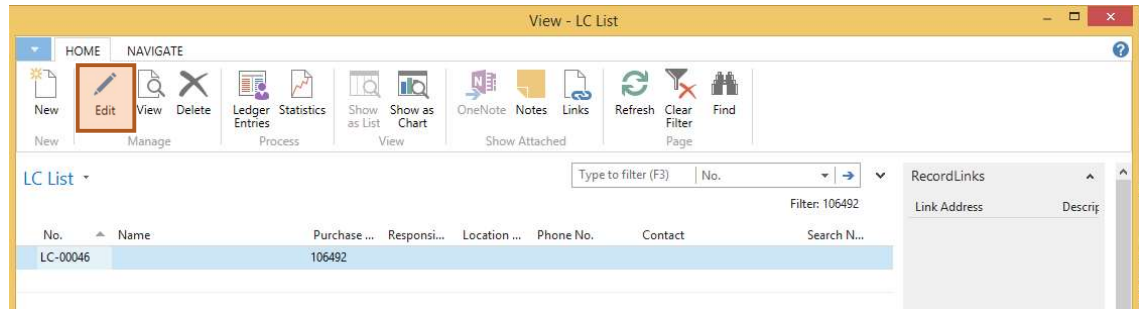 View - LC List
HOME NAVIGATE
New Edit View Delete Ledger Entries Statistics Show as List Show as Chart OneNote Notes Links Refresh Clear Filter Find
New Manage Process View Show Attached Page
LC List Type to filter (F3) No.
Filter: 106492
No. Name Purchase ... Responsi... Location ... Phone No. Contact Search N...
LC-00046 106492
RecordLinks
Link Address Descrip